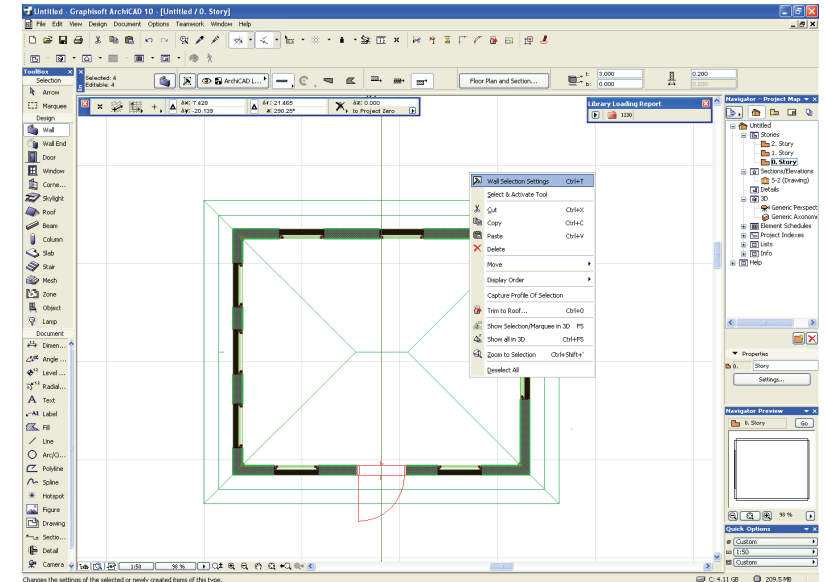 Untitled - Graphisoft ArchiCAD 10 - [Untitled / 0. Story]
File Edit View Design Document Options Teamwork Window Help
ToolBox
Selection
Arrow
Marquee
Design
Wall
Wall End
Door
Window
Corne...
Skylight
Roof
Beam
Column
Slab
Stair
Mesh
Zone
Object
Lamp
Document
Dimen...
Angle ...
Level ...
Radial...
Text
A1 Label
Fill
Line
Arc/Ci...
Polyline
Spline
Hotspot
Figure
Drawing
Sectio...
Detail
Camera
Selected: 4
Editable: 4
ArchiCAD L...
Floor Plan and Section...
t: 3.000
b: 0.000
0.200
0.200
Δx: 7.428
Δy: -20.139
Δr: 21.465
α: 290.25°
Δz: 0.000
to Project Zero
Library Loading Report
1130
Wall Selection Settings Ctrl+T
Select & Activate Tool
Cut Ctrl+X
Copy Ctrl+C
Paste Ctrl+V
Delete
Move
Display Order
Capture Profile Of Selection
Trim to Roof... Ctrl+0
Show Selection/Marquee in 3D F5
Show all in 3D Ctrl+F5
Zoom to Selection Ctrl+Shift+'
Deselect All
Navigator - Project Map
Untitled
Stories
2. Story
1. Story
0. Story
Sections/Elevations
S-2 (Drawing)
Details
3D
Generic Perspect
Generic Axonom
Element Schedules
Project Indexes
Lists
Info
Help
Properties
0. Story
Settings...
Navigator Preview
0. Story Go
98 %
Quick Options
Custom
1:50
Custom
1:50
98 %
Changes the settings of the selected or newly created items of this type.
C: 4.11 GB
209.5 MB